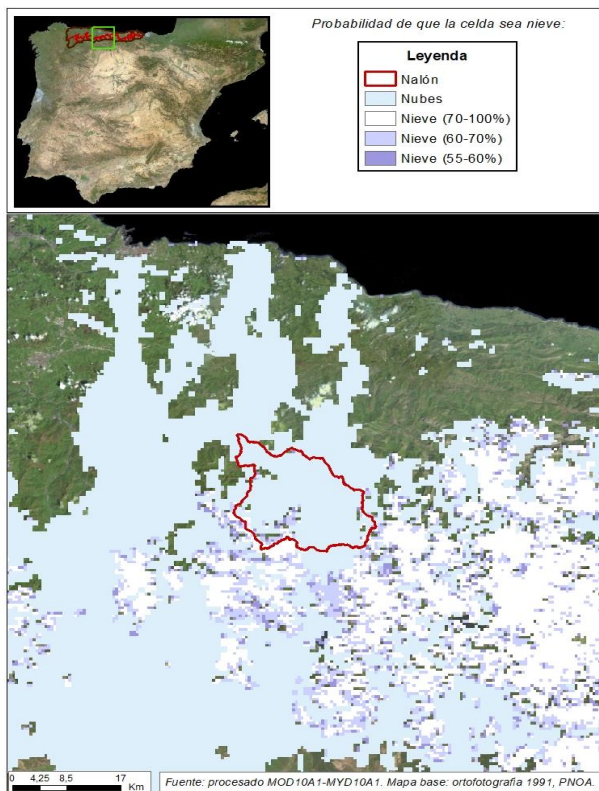 Probabilidad de que la celda sea nieve:
Leyenda
Nalón
Nubes
Nieve (70-100%)
Nieve (60-70%)
Nieve (55-60%)
0 4,25 8,5 17
Km
Fuente: procesado MOD10A1-MYD10A1. Mapa base: ortofotografia 1991, PNOA.